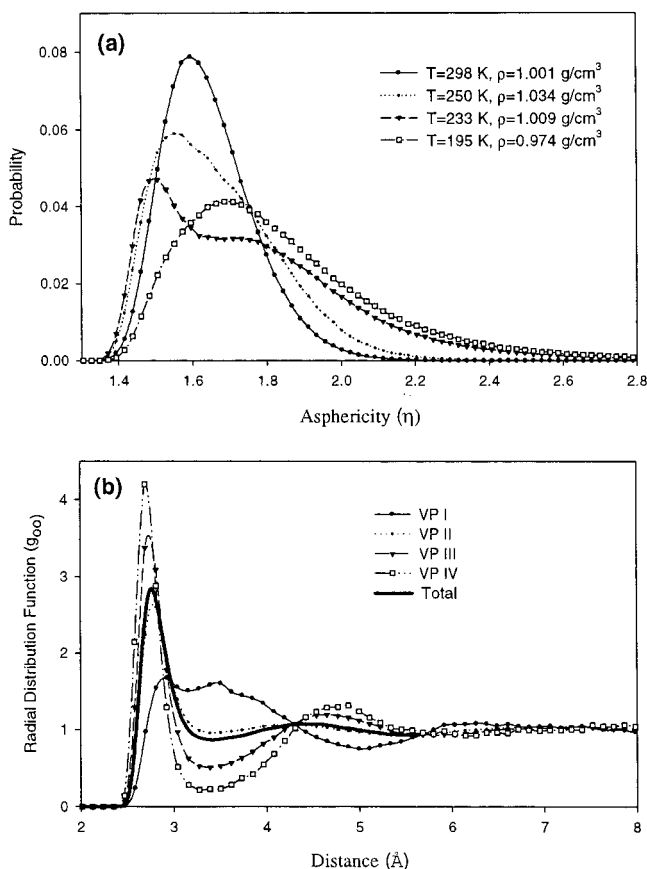 (a)
T=298 K, ρ=1.001 g/cm³
T=250 K, ρ=1.034 g/cm³
T=233 K, ρ=1.009 g/cm³
T=195 K, ρ=0.974 g/cm³
Probability
0.08
0.06
0.04
0.02
0.00
1.4 1.6 1.8 2.0 2.2 2.4 2.6 2.8
Asphericity (η)
(b)
VP I
VP II
VP III
VP IV
Total
Radial Distribution Function (gOO)
4
3
2
1
0
2 3 4 5 6 7 8
Distance (Å)